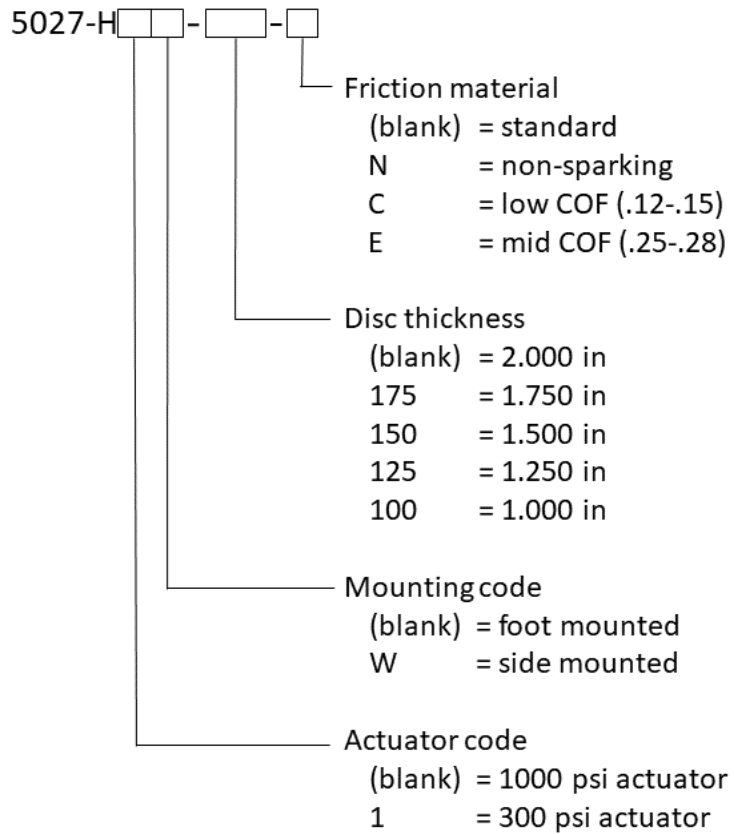 5027-H - -
Friction material
(blank) = standard
N = non-sparking
C = low COF (.12-.15)
E = mid COF (.25-.28)
Disc thickness
(blank) = 2.000 in
175 = 1.750 in
150 = 1.500 in
125 = 1.250 in
100 = 1.000 in
Mounting code
(blank) = foot mounted
W = side mounted
Actuator code
(blank) = 1000 psi actuator
1 = 300 psi actuator